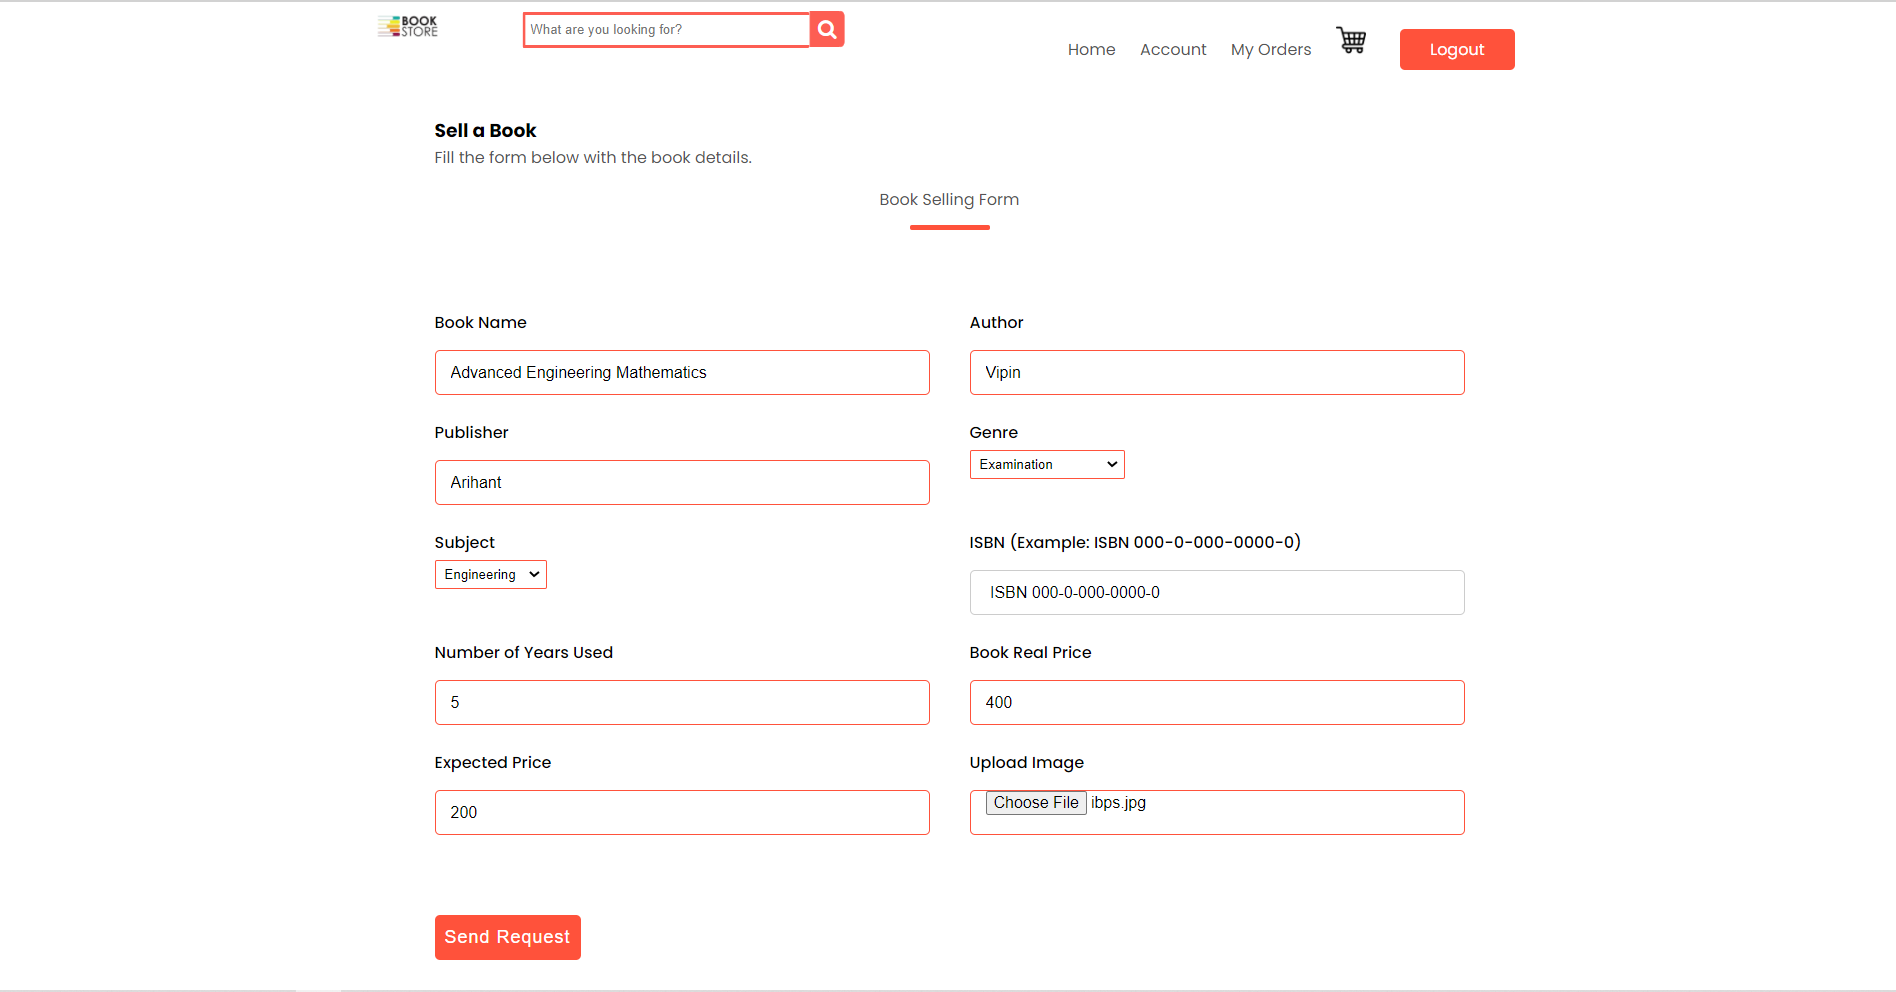 BOOK
STORE
What are you looking for?
Home Account My Orders Logout
Sell a Book
Fill the form below with the book details.
Book Selling Form
Book Name Author
Advanced Engineering Mathematics Vipin
Publisher Genre
Examination
Arihant
Subject ISBN (Example: ISBN 000-0-000-0000-0)
Engineering
ISBN 000-0-000-0000-0
Number of Years Used Book Real Price
5 400
Expected Price Upload Image
Choose File ibps.jpg
200
Send Request